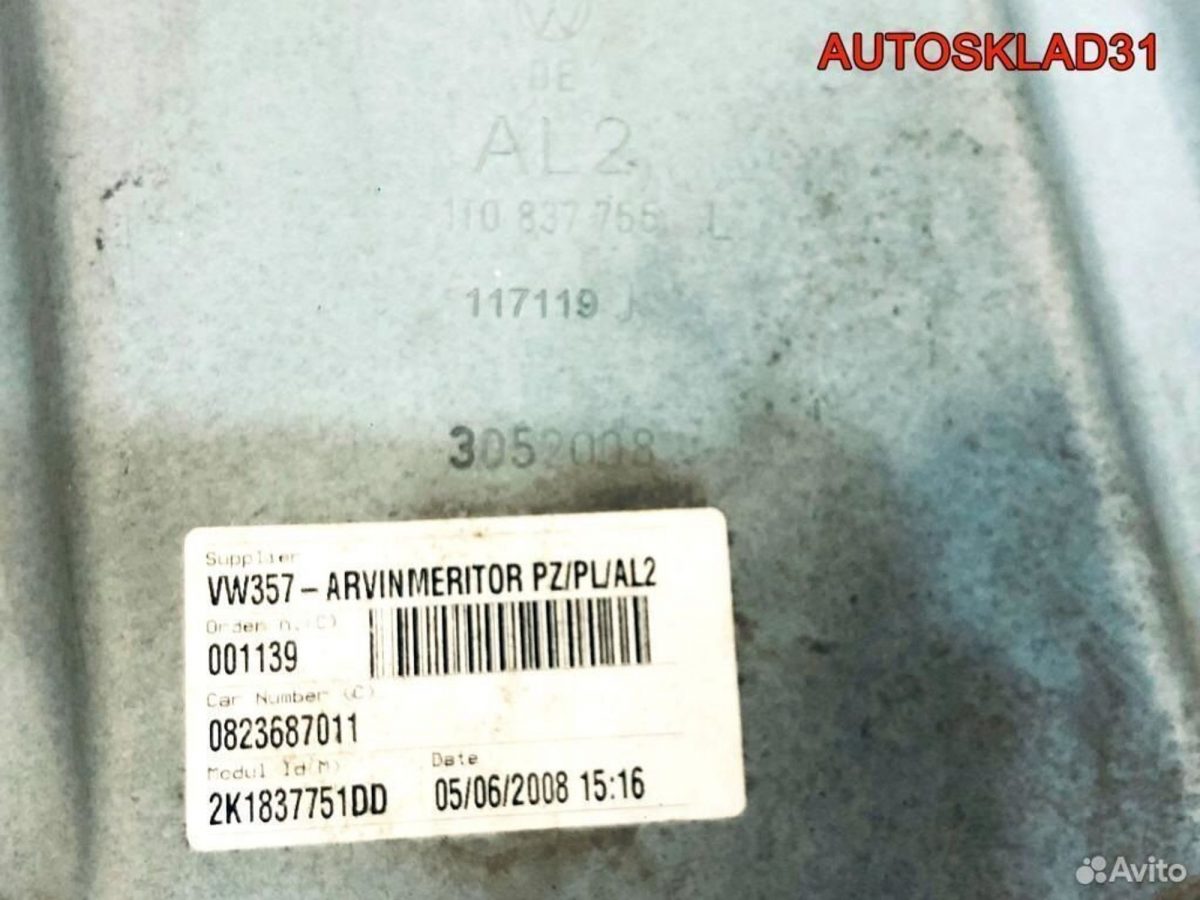 AUTOSKLAD31
DE
AL2
1T0 837 755 L
117119 J
3052008
Supplier
VW357 - ARVINMERITOR PZ/PL/AL2
Order n.(C)
001139
Car Number (C)
0823687011
Modul Id(M)
Date
2K1837751DD
05/06/2008 15:16
Avito